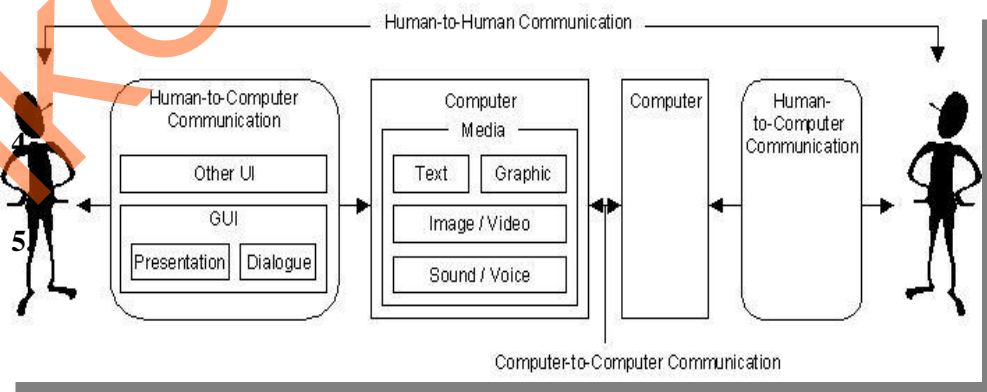 Human-to-Human Communication
Human-to-Computer
Communication
Other UI
GUI
Presentation
Dialogue
Computer
Media
Text
Graphic
Image / Video
Sound / Voice
Computer
Human-
to-Computer
Communication
4
5.
Computer-to-Computer Communication